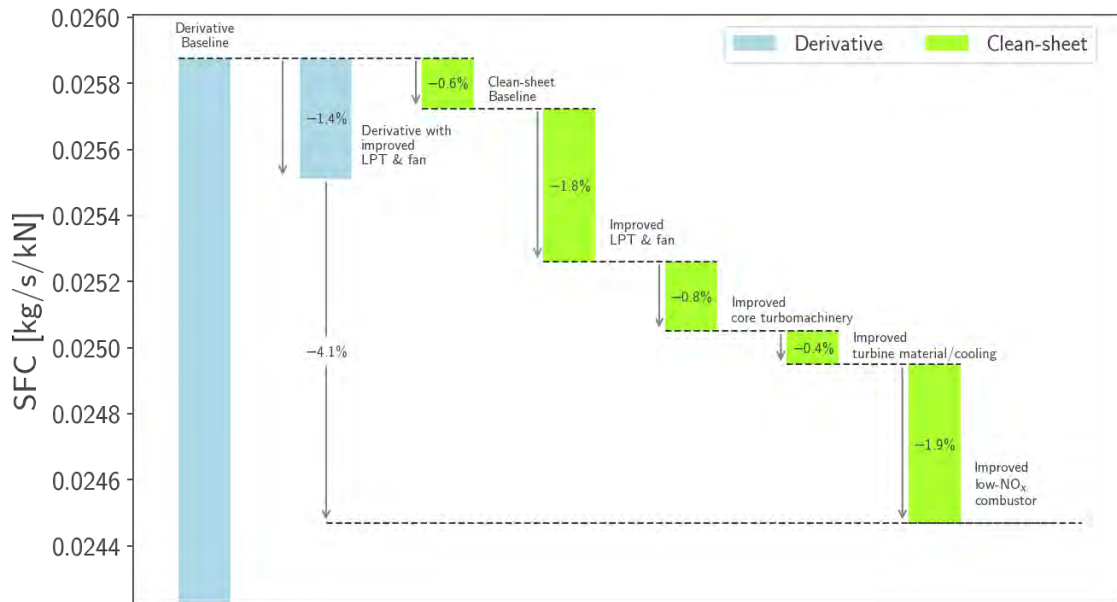 0.0260
0.0258
0.0256
0.0254
0.0252
0.0250
0.0248
0.0246
0.0244
SFC [kg/s/kN]
Derivative
Baseline
Derivative
Clean-sheet
−1.4%
Derivative with
improved
LPT & fan
−4.1%
−0.6%
Clean-sheet
Baseline
−1.8%
Improved
LPT & fan
−0.8%
Improved
core turbomachinery
−0.4%
Improved
turbine material/cooling
−1.9%
Improved
low-NOₓ
combustor